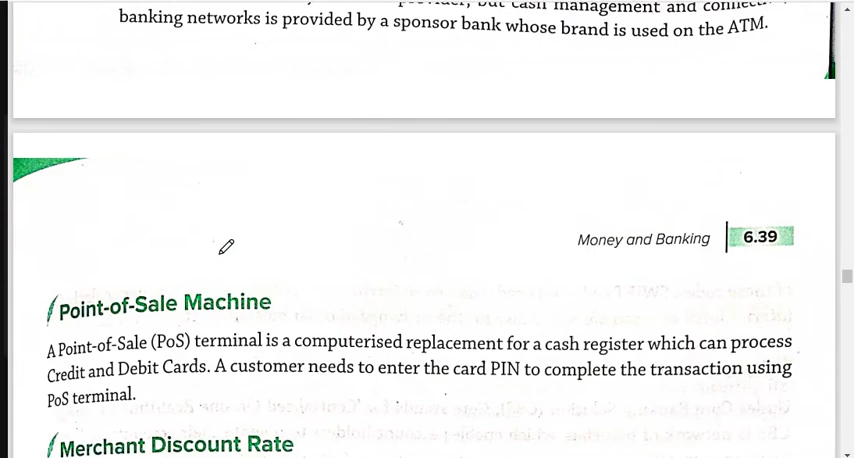 but cash management and
banking networks is provided by a sponsor bank whose brand is used on the ATM.
Money and Banking 6.39
Point-of-Sale Machine
A Point-of-Sale (PoS) terminal is a computerised replacement for a cash register which can process
Credit and Debit Cards. A customer needs to enter the card PIN to complete the transaction using
PoS terminal.
Merchant Discount Rate